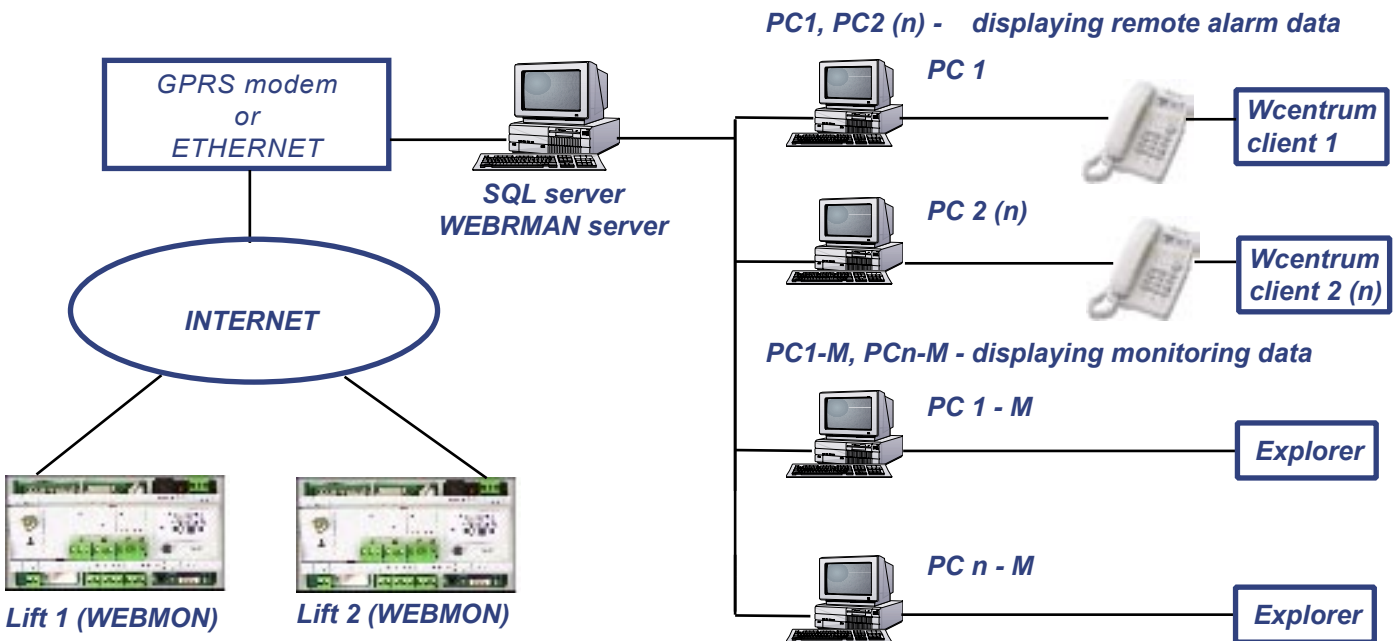 PC1, PC2 (n) - displaying remote alarm data
GPRS modem
or
ETHERNET
SQL server
WEBRMAN server
PC 1
Wcentrum
client 1
PC 2 (n)
Wcentrum
client 2 (n)
INTERNET
PC1-M, PCn-M - displaying monitoring data
PC 1 - M
Explorer
PC n - M
Explorer
Lift 1 (WEBMON)
Lift 2 (WEBMON)